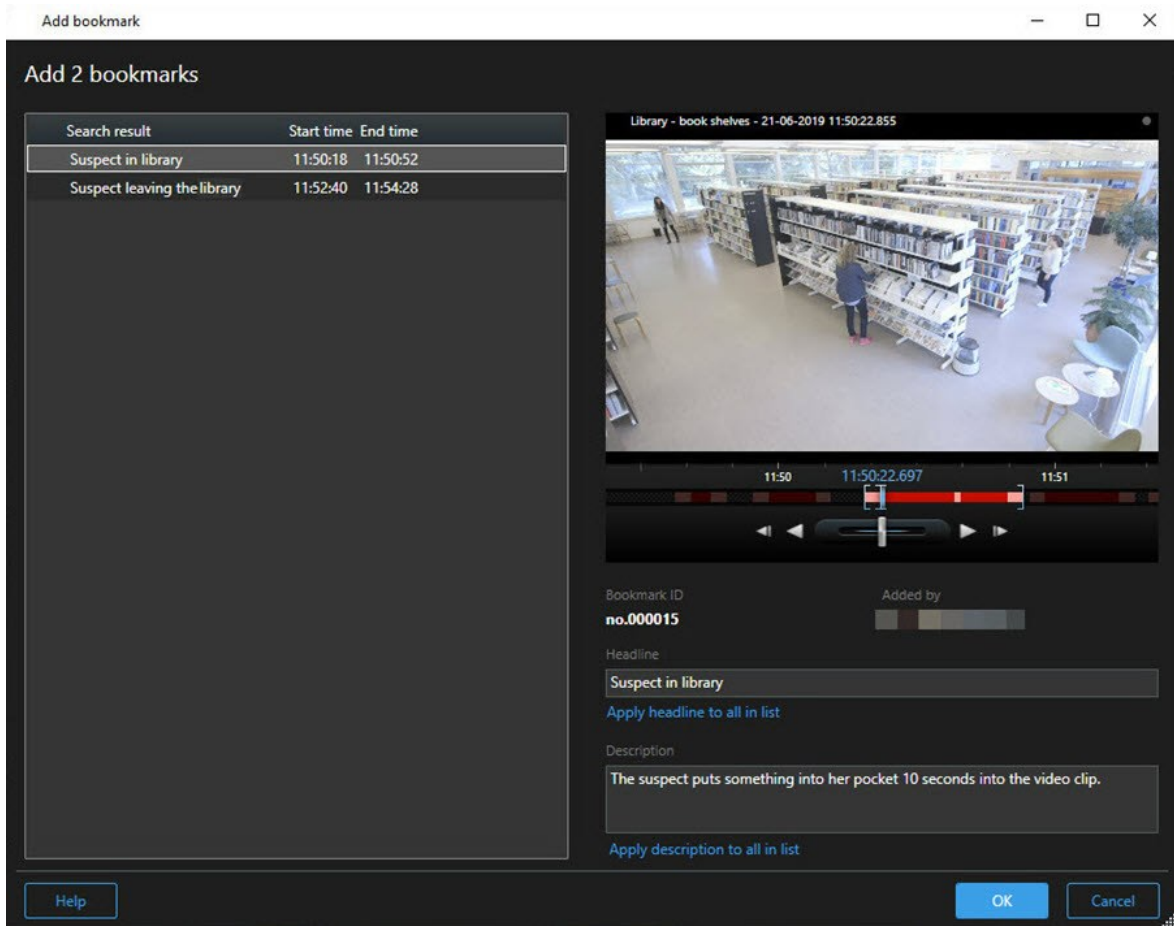 Add bookmark
Add 2 bookmarks
Search result Start time End time
Suspect in library 11:50:18 11:50:52
Suspect leaving the library 11:52:40 11:54:28
Library - book shelves - 21-06-2019 11:50:22.855
11:50 11:50:22.697 11:51
Bookmark ID Added by
no.000015
Headline
Suspect in library
Apply headline to all in list
Description
The suspect puts something into her pocket 10 seconds into the video clip.
Apply description to all in list
Help OK Cancel